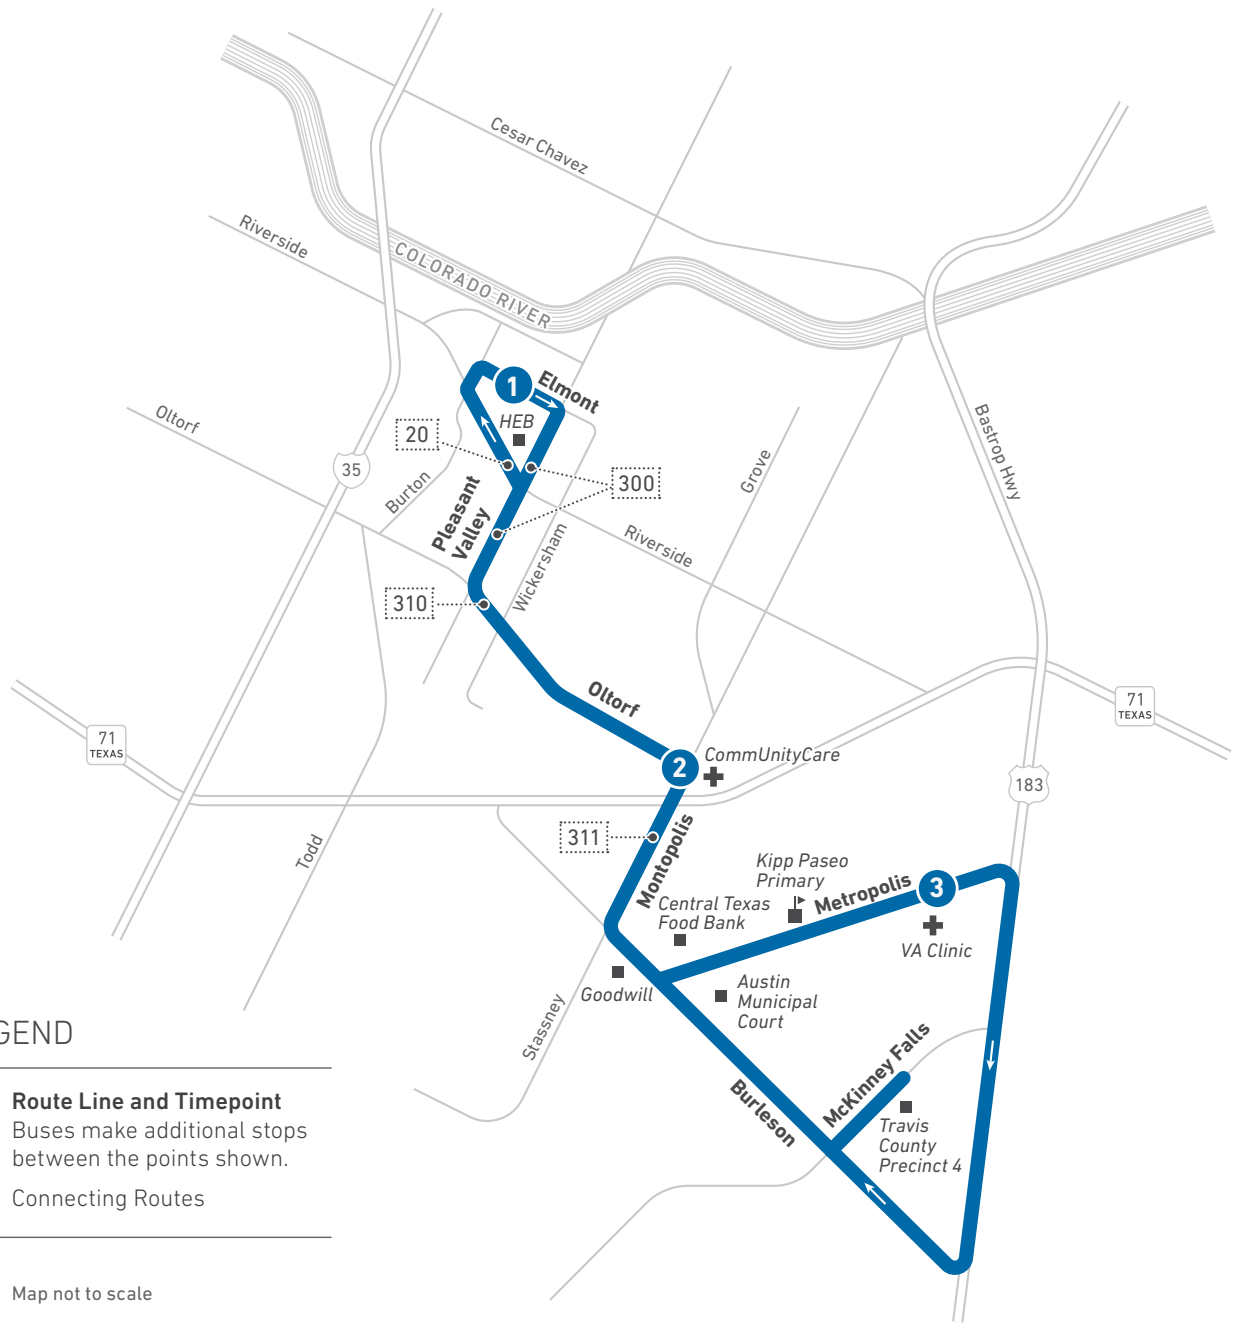 Cesar Chavez
Riverside
COLORADO RIVER
1
Elmont
HEB
Oltorf
20
35
Burton
300
Pleasant
Valley
Grove
Bastrop Hwy
Riverside
Wickersham
310
Oltorf
71
TEXAS
71
TEXAS
2
CommUnityCare
183
311
Montopolis
Todd
Kipp Paseo
Primary
Metropolis
3
Central Texas
Food Bank
VA Clinic
Goodwill
Austin
Municipal
Court
Stassney
McKinney Falls
Burleson
Travis
County
Precinct 4
GEND
Route Line and Timepoint
Buses make additional stops
between the points shown.
Connecting Routes
Map not to scale